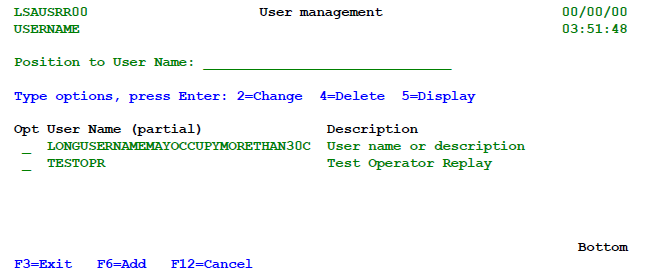 LSAUSRR00 User management 00/00/00
USERNAME 03:51:48
Position to User Name: ______________________________
Type options, press Enter: 2=Change 4=Delete 5=Display
Opt User Name (partial) Description
_ LONGUSERNAMEMAYOCCUPYMORETHAN30C User name or description
_ TESTOPR Test Operator Replay
Bottom
F3=Exit F6=Add F12=Cancel